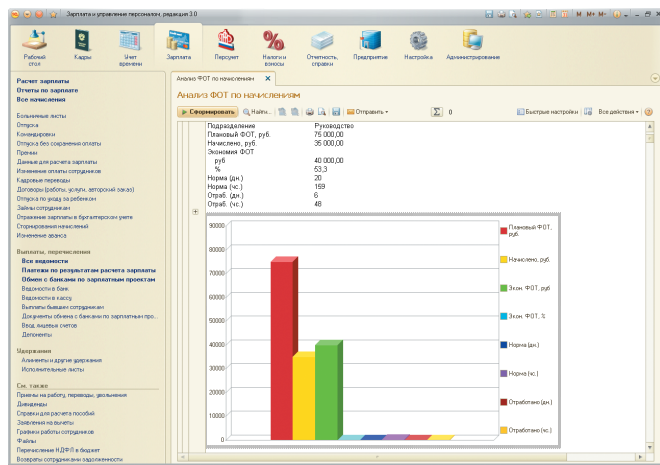 Зарплата и управление персоналом, редакция 3.0
M M+ M-
Рабочий стол
Кадры
Учет времени
Зарплата
Персучет
Налоги и взносы
Отчетность, справки
Предприятие
Настройка
Администрирование
Расчет зарплаты
Отчеты по зарплате
Все начисления
Больничные листы
Отпуска
Командировки
Отпуска без сохранения оплаты
Премии
Данные для расчета зарплаты
Изменение оплаты сотрудников
Кадровые переводы
Договоры (работы, услуги, авторский заказ)
Отпуска по уходу за ребенком
Займы сотрудникам
Отражение зарплаты в бухгалтерском учете
Сторнирования начислений
Изменение аванса
Выплаты, перечисления
Все ведомости
Платежи по результатам расчета зарплаты
Обмен с банками по зарплатным проектам
Ведомости в банк
Ведомости в кассу
Выплаты бывшим сотрудникам
Документы обмена с банками по зарплатным про...
Ввод лицевых счетов
Депоненты
Удержания
Алименты и другие удержания
Исполнительные листы
См. также
Приемы на работу, переводы, увольнения
Дивиденды
Справки для расчета пособий
Заявления на вычеты
Графики работы сотрудников
Файлы
Перечисление НДФЛ в бюджет
Возвраты сотрудниками задолженности
Анализ ФОТ по начислениям
Анализ ФОТ по начислениям
Сформировать Найти... Отправить Σ 0 Быстрые настройки Все действия
Подразделение Руководство
Плановый ФОТ, руб. 75 000,00
Начислено, руб. 35 000,00
Экономия ФОТ
руб 40 000,00
% 53,3
Норма (дн.) 20
Норма (чс.) 159
Отраб. (дн.) 6
Отраб. (чс.) 48
90000
80000
70000
60000
50000
40000
30000
20000
10000
0
Плановый ФОТ, руб.
Начислено, руб.
Экон. ФОТ, руб
Экон. ФОТ, %
Норма (дн.)
Норма (чс.)
Отработано (дн.)
Отработано (чс.)